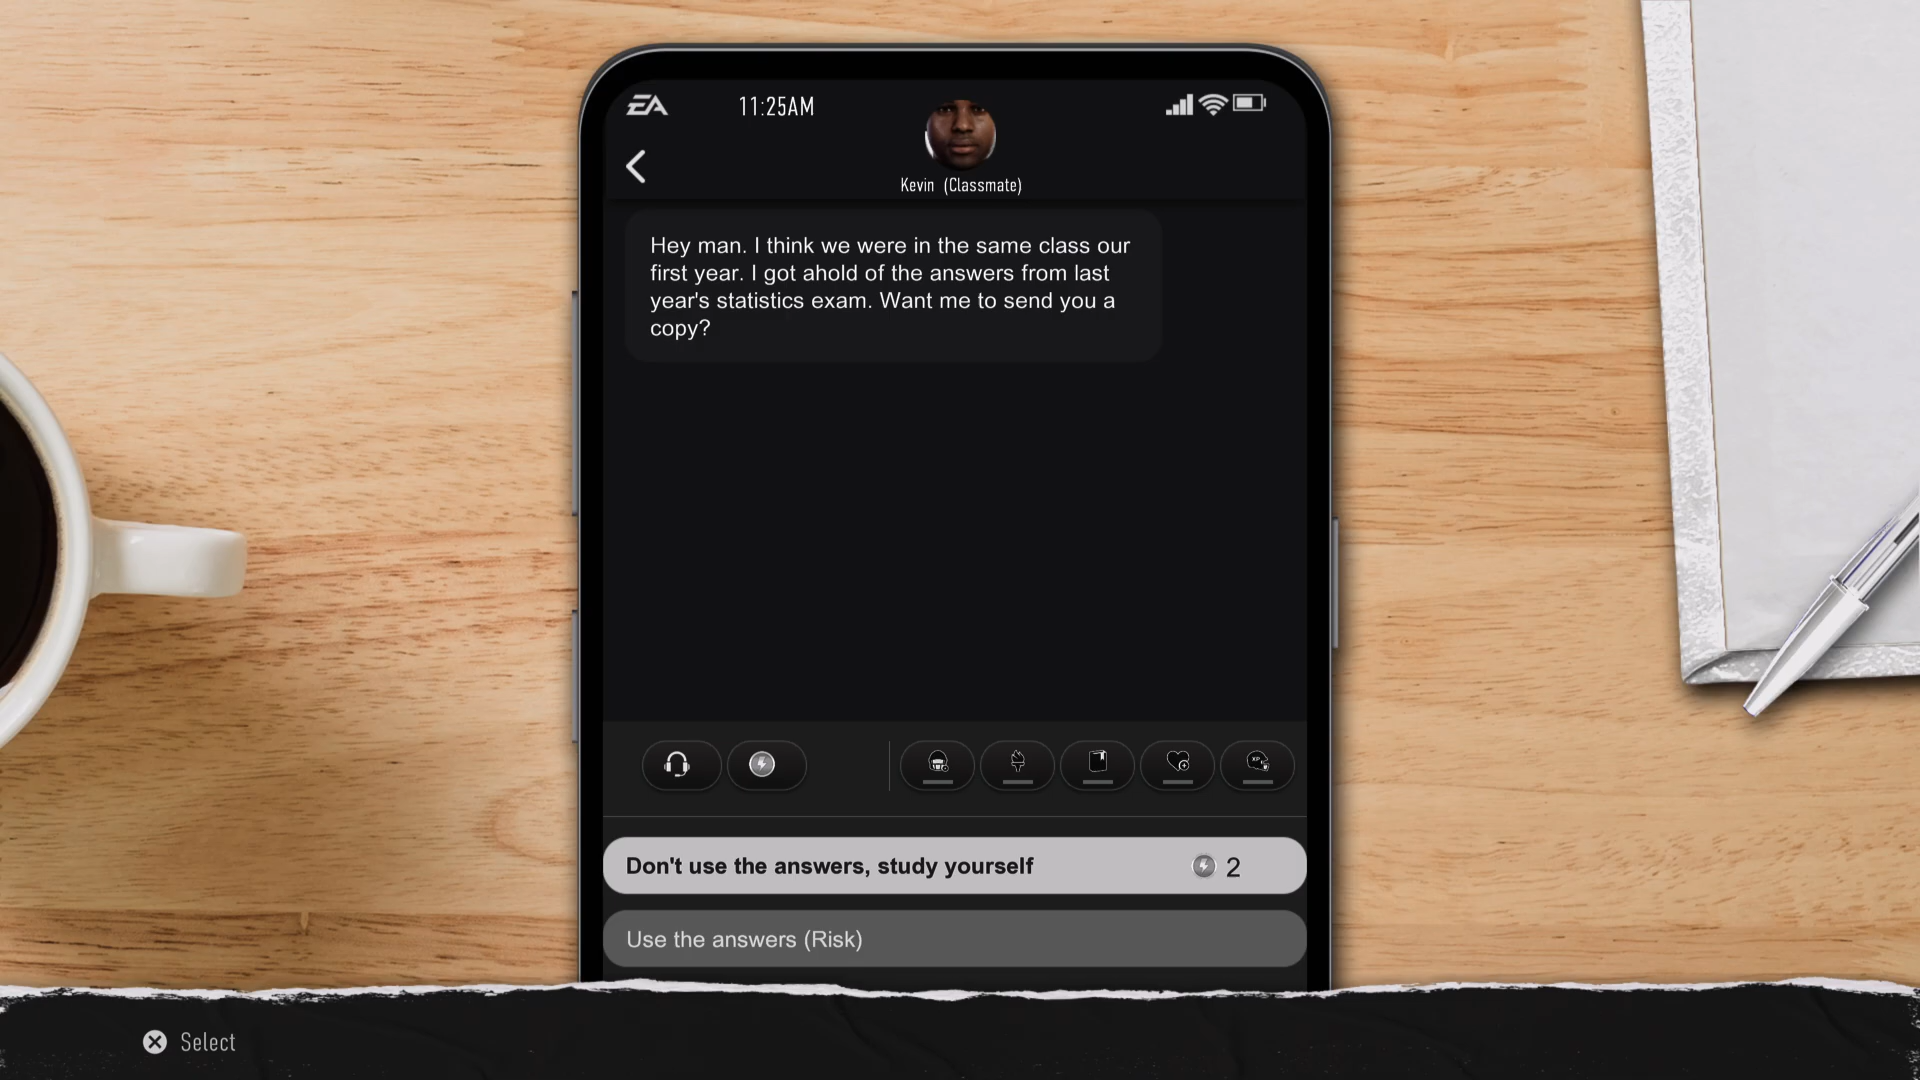 EA
11:25AM
Kevin (Classmate)
Hey man. I think we were in the same class our
first year. I got ahold of the answers from last
year's statistics exam. Want me to send you a
copy?
XP
Don't use the answers, study yourself 2
Use the answers (Risk)
Select